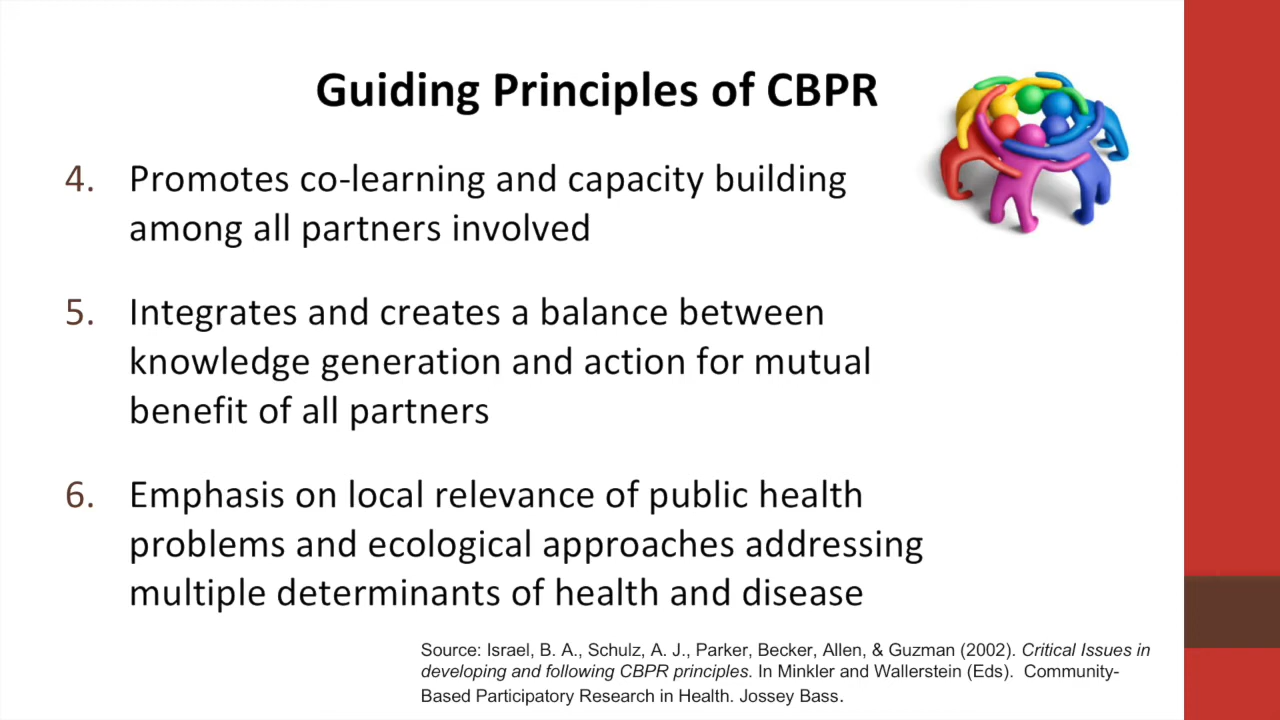 Guiding Principles of CBPR
4. Promotes co-learning and capacity building
among all partners involved
5. Integrates and creates a balance between
knowledge generation and action for mutual
benefit of all partners
6. Emphasis on local relevance of public health
problems and ecological approaches addressing
multiple determinants of health and disease
Source: Israel, B. A., Schulz, A. J., Parker, Becker, Allen, & Guzman (2002). Critical Issues in
developing and following CBPR principles. In Minkler and Wallerstein (Eds). Community-
Based Participatory Research in Health. Jossey Bass.